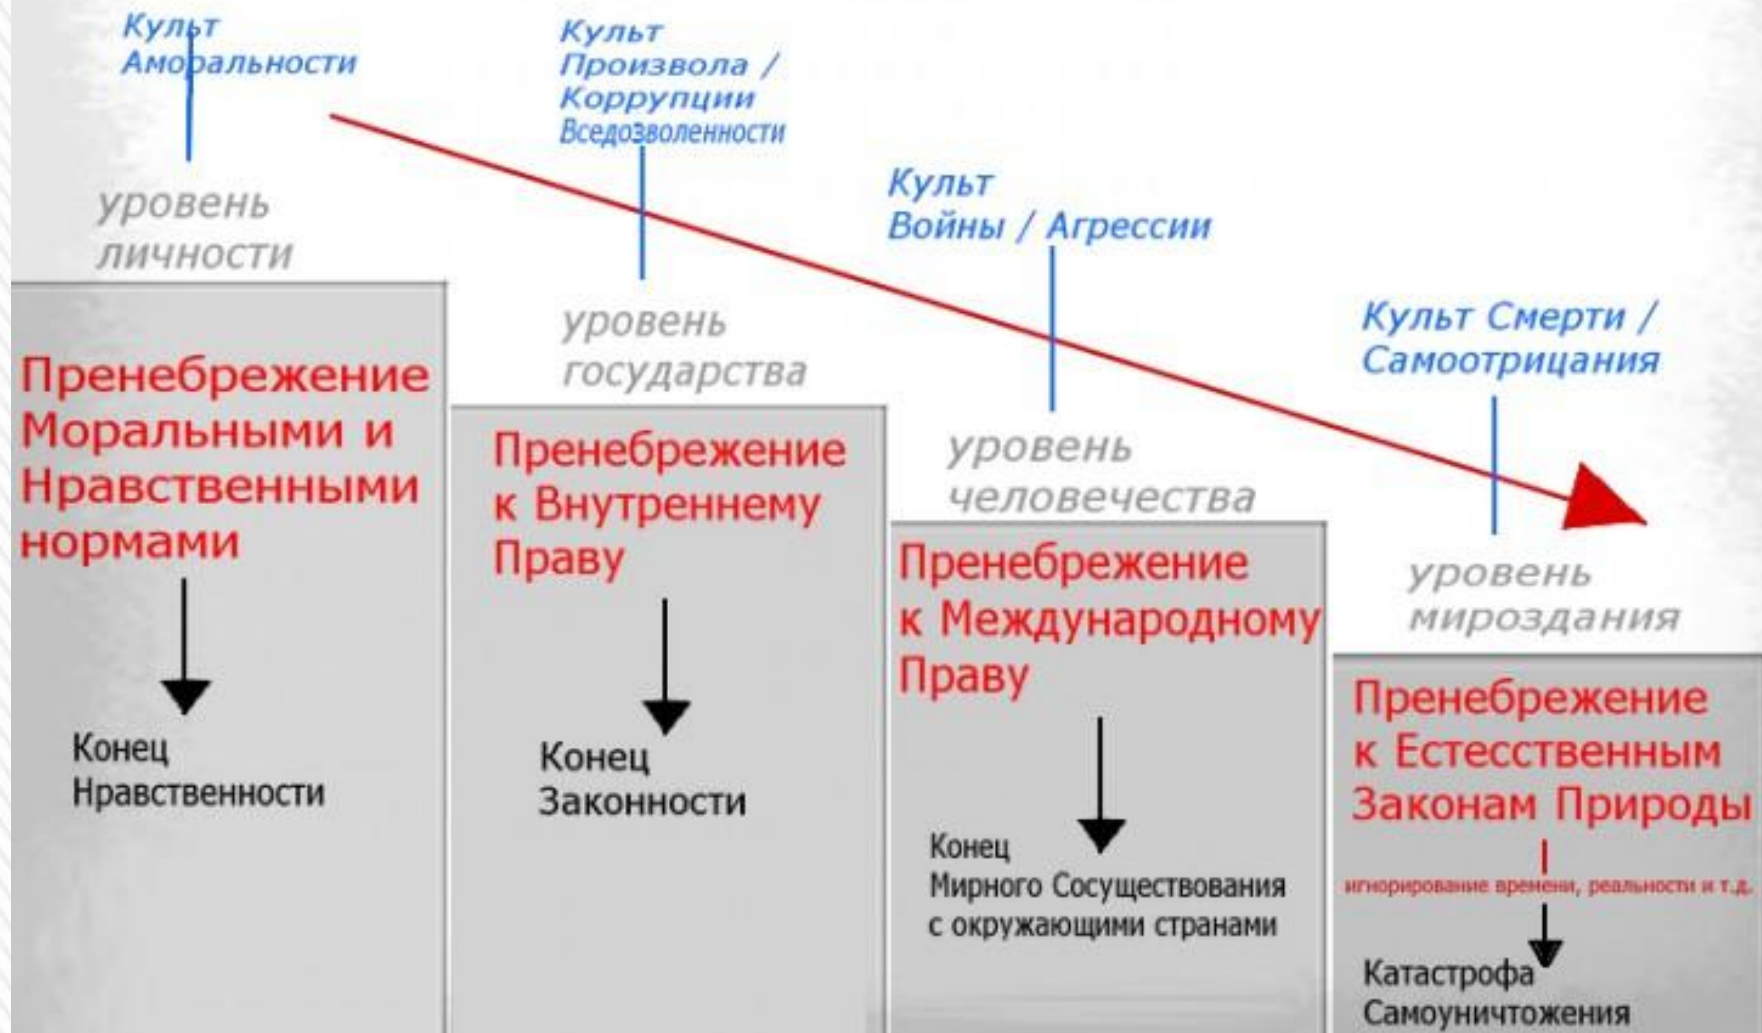 Культ
Аморальности
уровень
личности
Пренебрежение
Моральными и
Нравственными
нормами
Конец
Нравственности
Культ
Произвола /
Коррупции
Вседозволенности
уровень
государства
Пренебрежение
к Внутреннему
Праву
Конец
Законности
Культ
Войны / Агрессии
уровень
человечества
Пренебрежение
к Международному
Праву
Конец
Мирного Сосуществования
с окружающими странами
Культ Смерти /
Самоотрицания
уровень
мироздания
Пренебрежение
к Естесственным
Законам Природы
игнорирование времени, реальности и т.д.
Катастрофа
Самоуничтожения